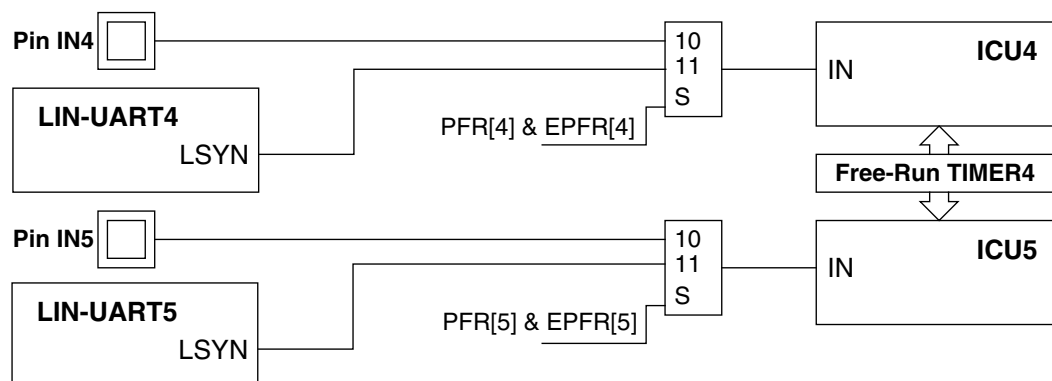 Pin IN4
10
11
S
ICU4
IN
LIN-UART4
LSYN
PFR[4] & EPFR[4]
Free-Run TIMER4
Pin IN5
10
11
S
ICU5
IN
LIN-UART5
LSYN
PFR[5] & EPFR[5]